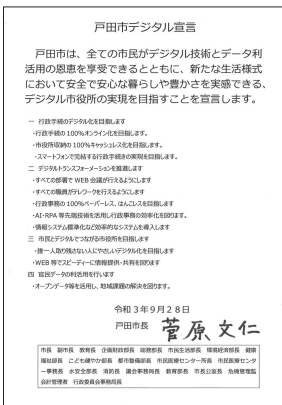 戸田市デジタル宣言
戸田市は、全ての市民がデジタル技術とデータ利
活用の恩恵を享受できるとともに、新たな生活様式
において安全で安心な暮らしや豊かさを実感できる、
デジタル市役所の実現を目指すことを宣言します。
一 行政手続のデジタル化を目指します
・行政手続の100%オンライン化を目指します。
・市役所収納の100%キャッシュレス化を目指します。
・スマートフォンで完結する行政手続きの実現を目指します。
二 デジタルトランスフォーメーションを推進します
・すべての部署でWEB会議が行えるようにします
・すべての職員がテレワークを行えるようにします
・行政事務の100%ペーパーレス、はんこレスを目指します
・AI・RPA等先端技術を活用し行政事務の効率化を図ります。
・情報システム標準化など効率的なシステムを導入します
三 市民とデジタルでつながる市役所を目指します
・誰一人取り残さない人にやさしいデジタル化を目指します
・WEB等でスピーディーに情報提供・共有を図ります
四 官民データの利活用を行います
・オープンデータ等を活用し、地域課題の解決を図ります。
令和3年9月28日
戸田市長 菅原文仁
市長 副市長 教育長 企画財政部長 総務部長 市民生活部長 環境経済部長 健康
福祉部長 こども健やか部長 都市整備部長 市民医療センター所長 市民医療センタ
ー事務長 水安全部長 消防長 議会事務局長 教育部長 市長公室長 危機管理監
会計管理者 行政委員会事務局長